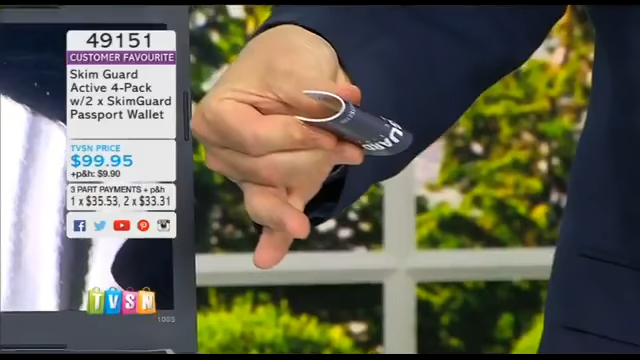 49151
CUSTOMER FAVOURITE
Skim Guard
Active 4-Pack
w/2 x SkimGuard
Passport Wallet
TVSN PRICE
$99.95
+p&h: $9.90
3 PART PAYMENTS + p&h
1 x $35.53, 2 x $33.31
TVSN
GUARD